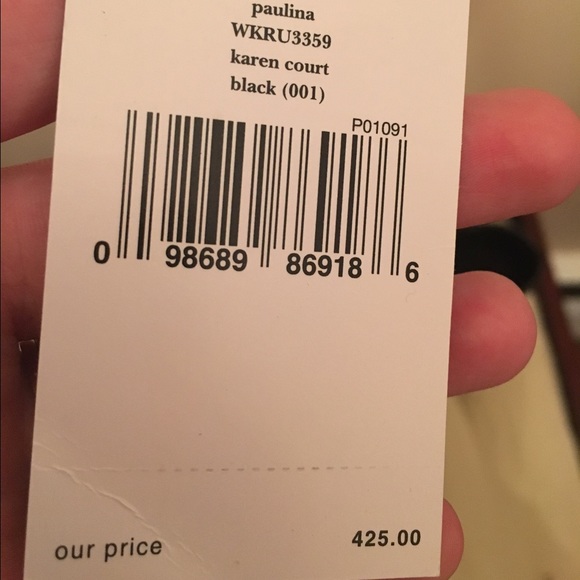 paulina
WKRU3359
karen court
black (001)
P01091
0 98689 86918 6
our price 425.00